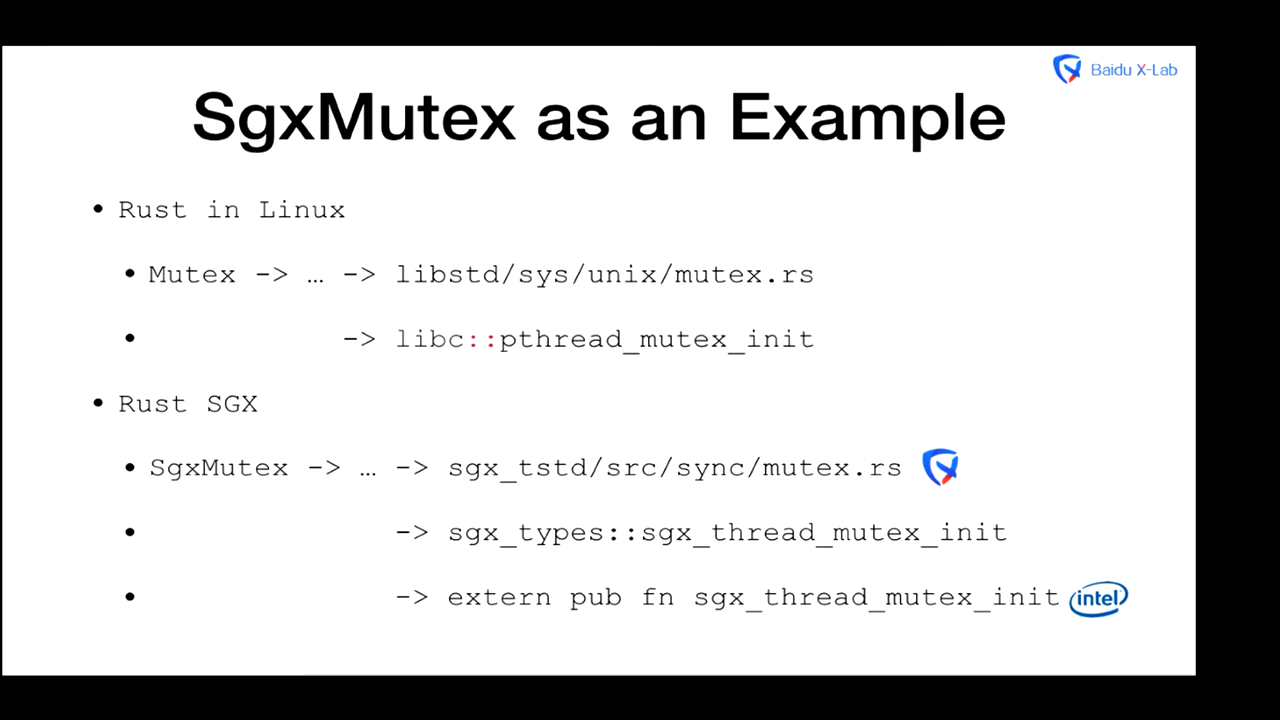 Baidu X-Lab
SgxMutex as an Example
• Rust in Linux
• Mutex -> … -> libstd/sys/unix/mutex.rs
• -> libc::pthread_mutex_init
• Rust SGX
• SgxMutex -> … -> sgx_tstd/src/sync/mutex.rs
• -> sgx_types::sgx_thread_mutex_init
• -> extern pub fn sgx_thread_mutex_init intel